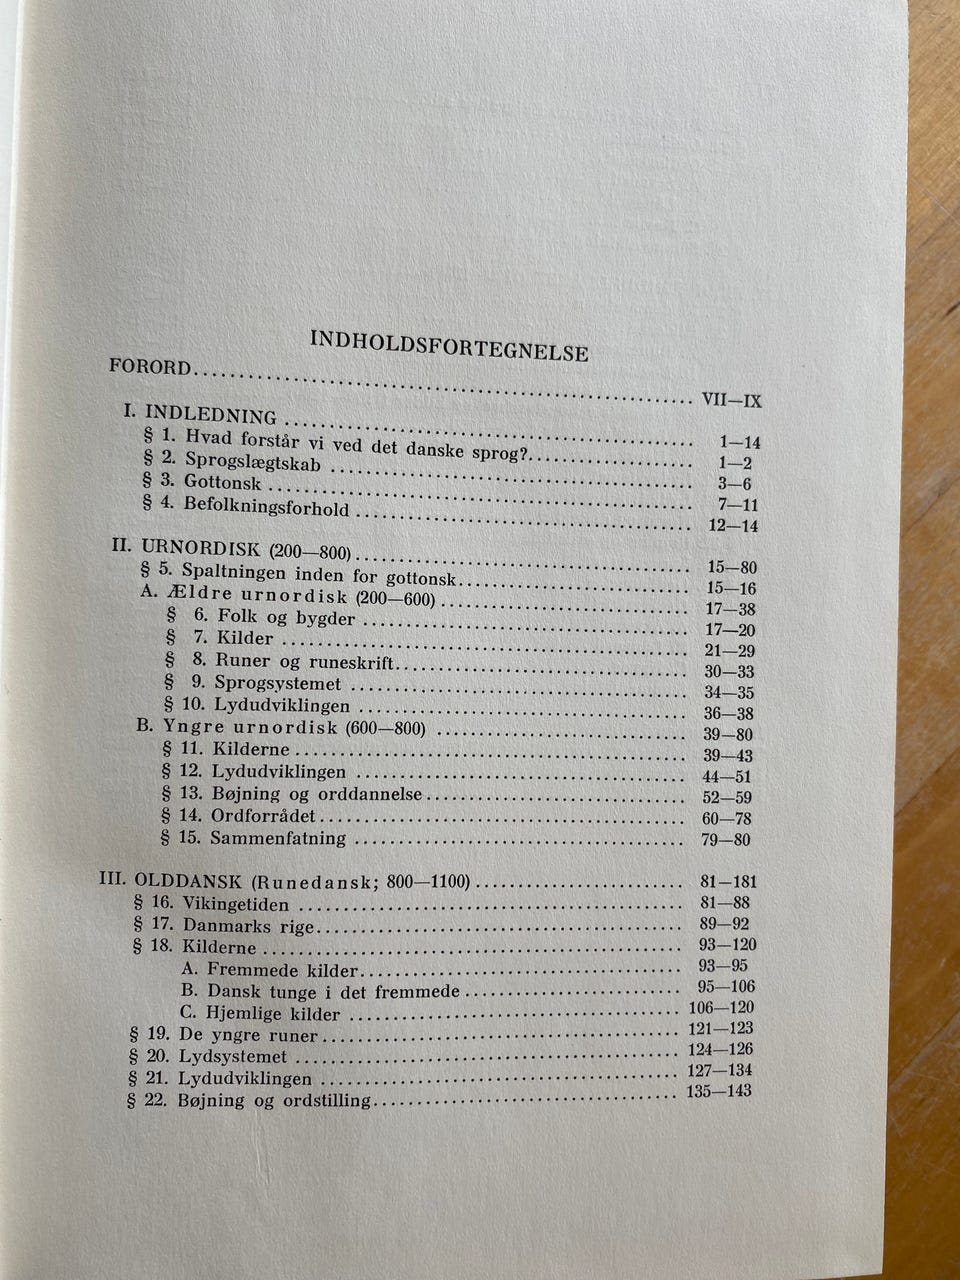 INDHOLDSFORTEGNELSE
FORORD ........ VII—IX
I. INDLEDNING ........ 1—14
§ 1. Hvad forstår vi ved det danske sprog? ........ 1—2
§ 2. Sprogslægtskab ........ 3—6
§ 3. Gottonsk ........ 7—11
§ 4. Befolkningsforhold ........ 12—14
II. URNORDISK (200—800) ........ 15—80
§ 5. Spaltningen inden for gottonsk ........ 15—16
A. Ældre urnordisk (200—600) ........ 17—38
§ 6. Folk og bygder ........ 17—20
§ 7. Kilder ........ 21—29
§ 8. Runer og runeskrift ........ 30—33
§ 9. Sprogsystemet ........ 34—35
§ 10. Lydudviklingen ........ 36—38
B. Yngre urnordisk (600—800) ........ 39—80
§ 11. Kilderne ........ 39—43
§ 12. Lydudviklingen ........ 44—51
§ 13. Bøjning og orddannelse ........ 52—59
§ 14. Ordforrådet ........ 60—78
§ 15. Sammenfatning ........ 79—80
III. OLDDANSK (Runedansk; 800—1100) ........ 81—181
§ 16. Vikingetiden ........ 81—88
§ 17. Danmarks rige ........ 89—92
§ 18. Kilderne ........ 93—120
A. Fremmede kilder ........ 93—95
B. Dansk tunge i det fremmede ........ 95—106
C. Hjemlige kilder ........ 106—120
§ 19. De yngre runer ........ 121—123
§ 20. Lydsystemet ........ 124—126
§ 21. Lydudviklingen ........ 127—134
§ 22. Bøjning og ordstilling ........ 135—143